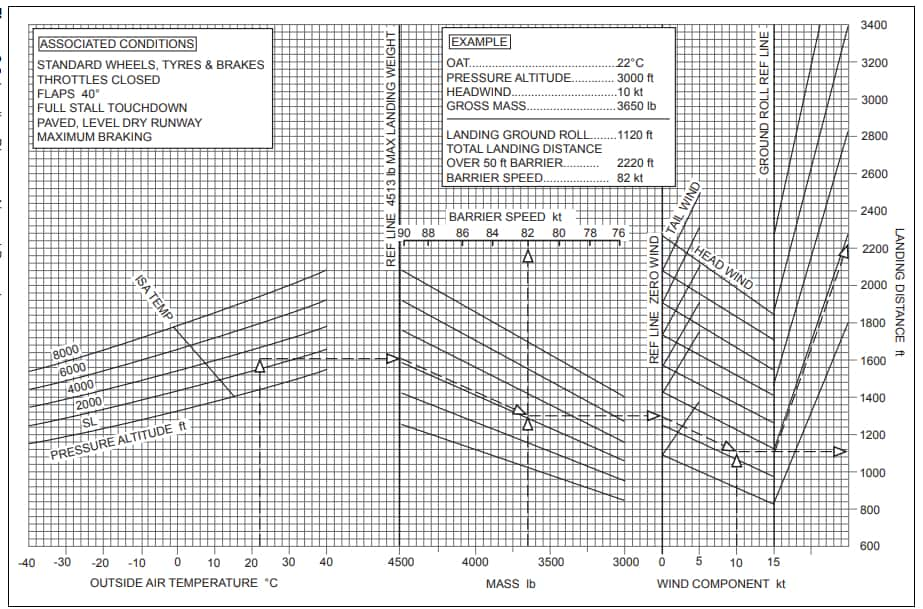 ASSOCIATED CONDITIONS
STANDARD WHEELS, TYRES & BRAKES
THROTTLES CLOSED
FLAPS 40°
FULL STALL TOUCHDOWN
PAVED, LEVEL DRY RUNWAY
MAXIMUM BRAKING
REF LINE 4513 lb MAX LANDING WEIGHT
EXAMPLE
OAT..................................22°C
PRESSURE ALTITUDE............ 3000 ft
HEADWIND.........................10 kt
GROSS MASS......................3650 lb
LANDING GROUND ROLL.......1120 ft
TOTAL LANDING DISTANCE
OVER 50 ft BARRIER........... 2220 ft
BARRIER SPEED.................... 82 kt
GROUND ROLL REF LINE
BARRIER SPEED kt
90 88 86 84 82 80 78 76
REF LINE ZERO WIND
TAIL WIND
HEAD WIND
ISA TEMP
8000
6000
4000
2000
SL
PRESSURE ALTITUDE ft
3400
3200
3000
2800
2600
2400
2200
2000
1800
1600
1400
1200
1000
800
600
LANDING DISTANCE ft
-40 -30 -20 -10 0 10 20 30 40 4500 4000 3500 3000 0 5 10 15
OUTSIDE AIR TEMPERATURE °C MASS lb WIND COMPONENT kt